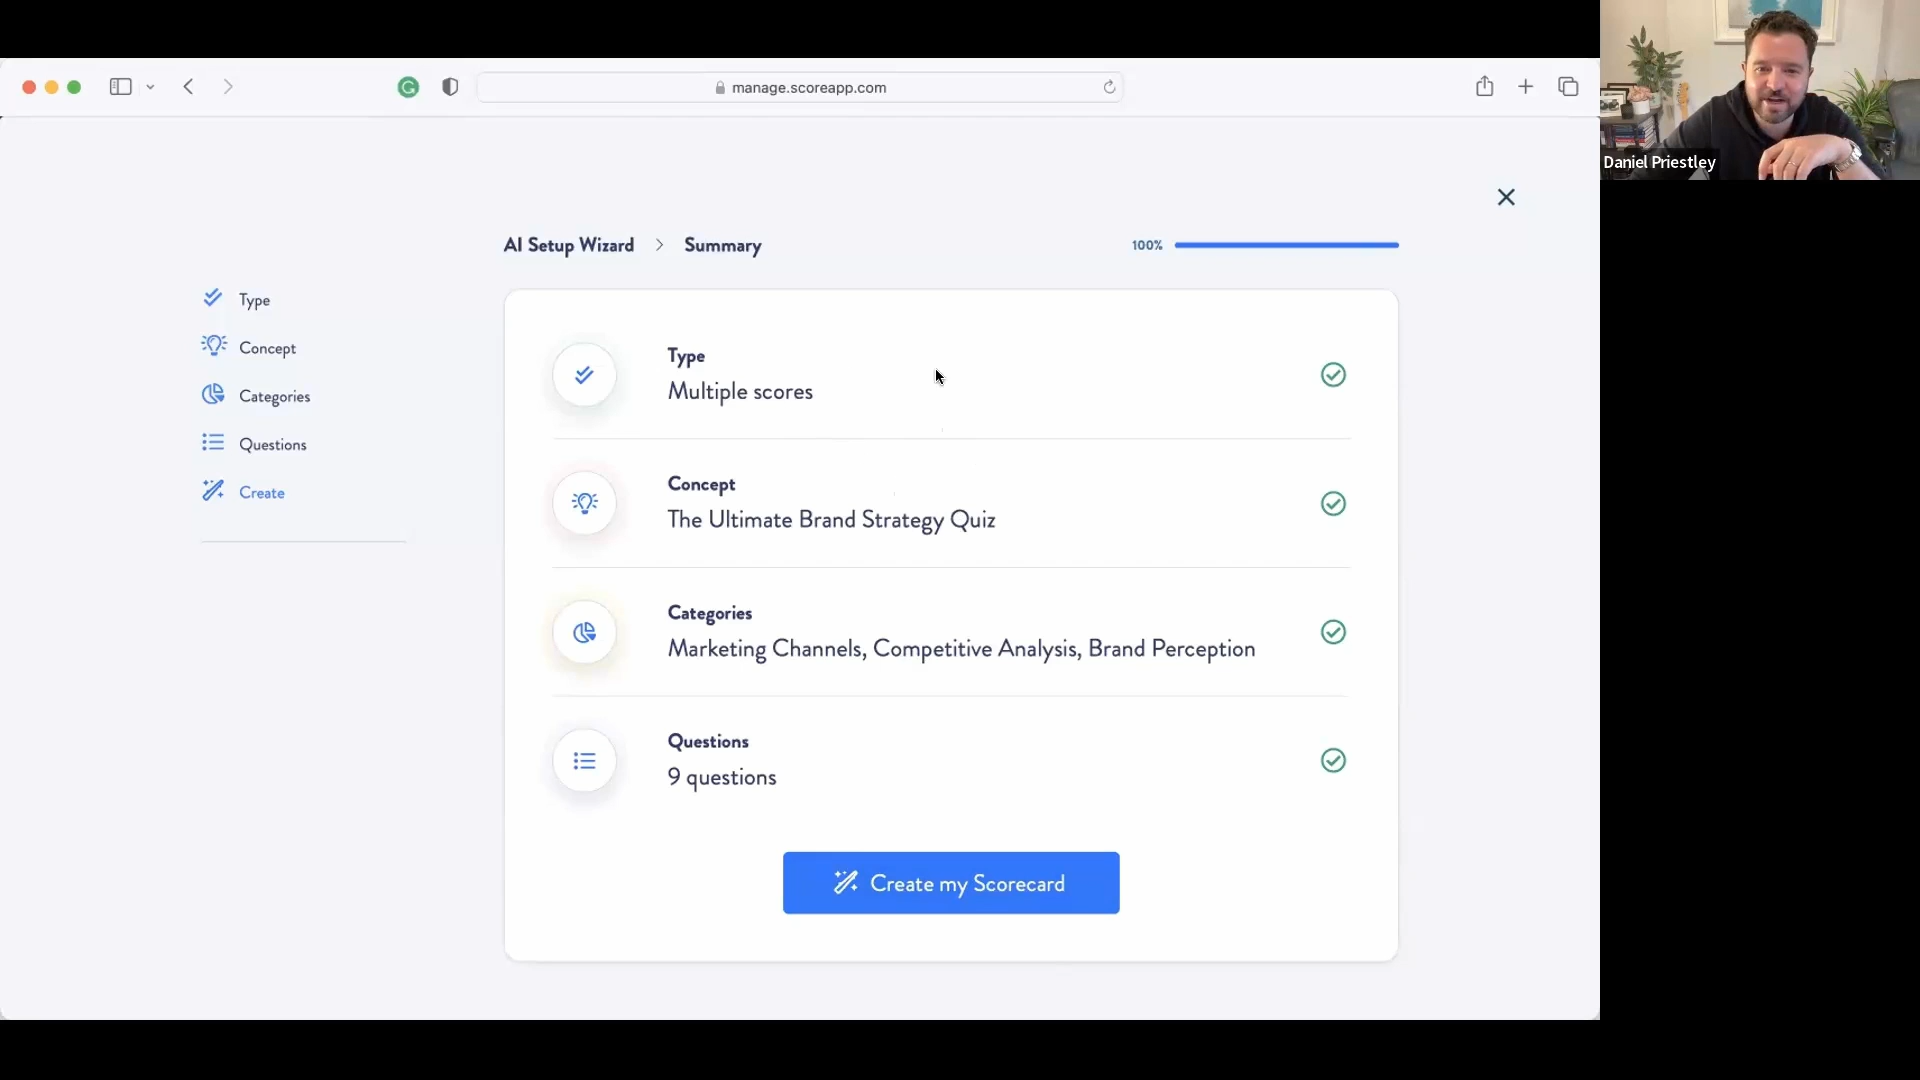 manage.scoreapp.com
Daniel Priestley
AI Setup Wizard > Summary
100%
Type
Concept
Categories
Questions
Create
Type
Multiple scores
Concept
The Ultimate Brand Strategy Quiz
Categories
Marketing Channels, Competitive Analysis, Brand Perception
Questions
9 questions
Create my Scorecard